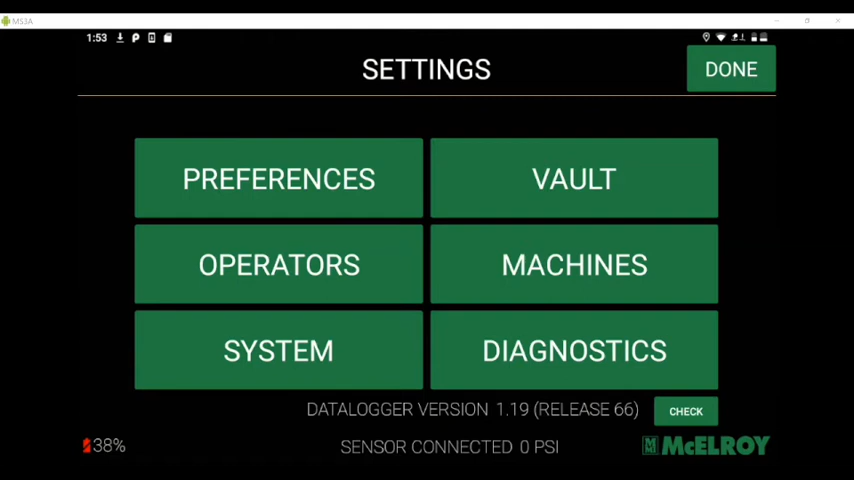 MS3A
1:53
SETTINGS
DONE
PREFERENCES
VAULT
OPERATORS
MACHINES
SYSTEM
DIAGNOSTICS
DATALOGGER VERSION 1.19 (RELEASE 66)
CHECK
38%
SENSOR CONNECTED 0 PSI
McELROY